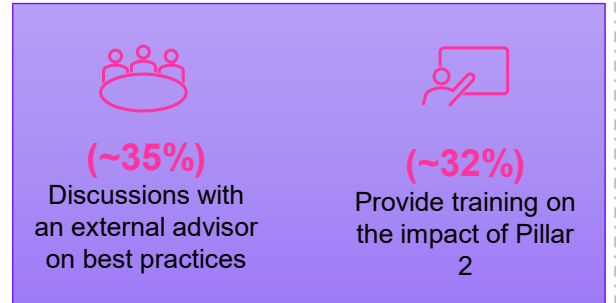 (~35%)
Discussions with
an external advisor
on best practices
(~32%)
Provide training on
the impact of Pillar
2